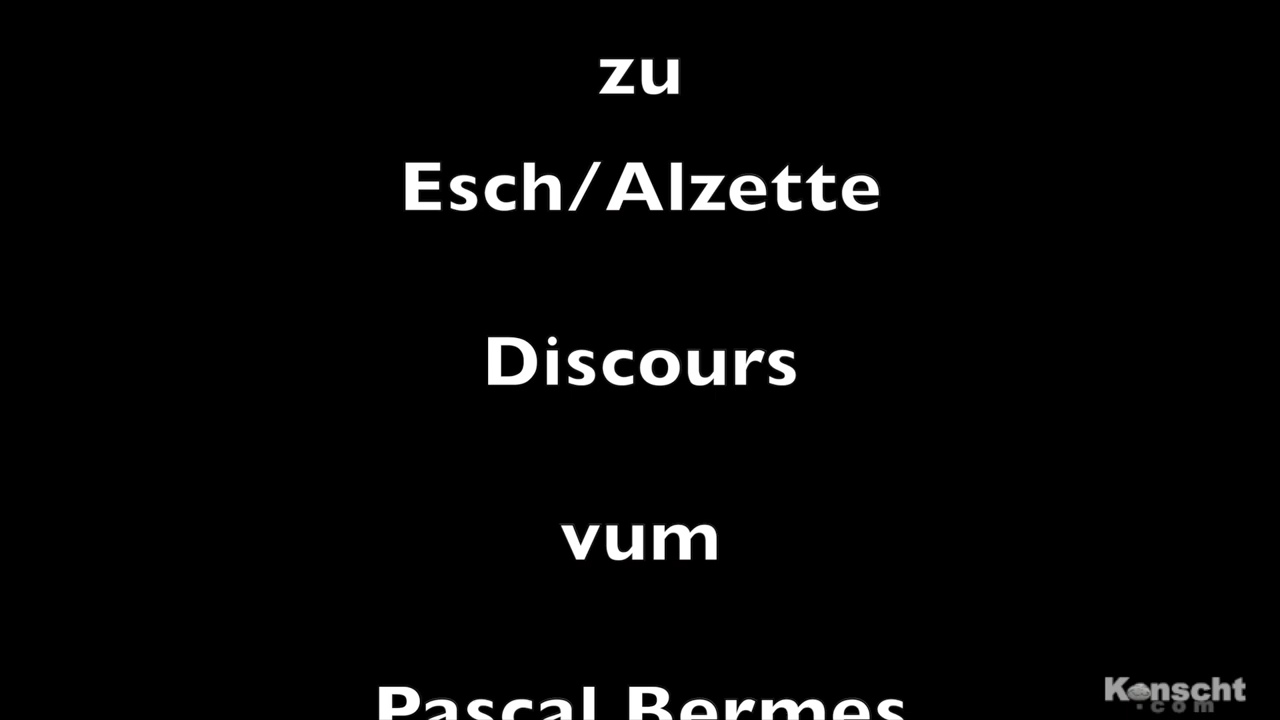 zu
Esch/Alzette
Discours
vum
Pascal Bermes
Konscht
.com